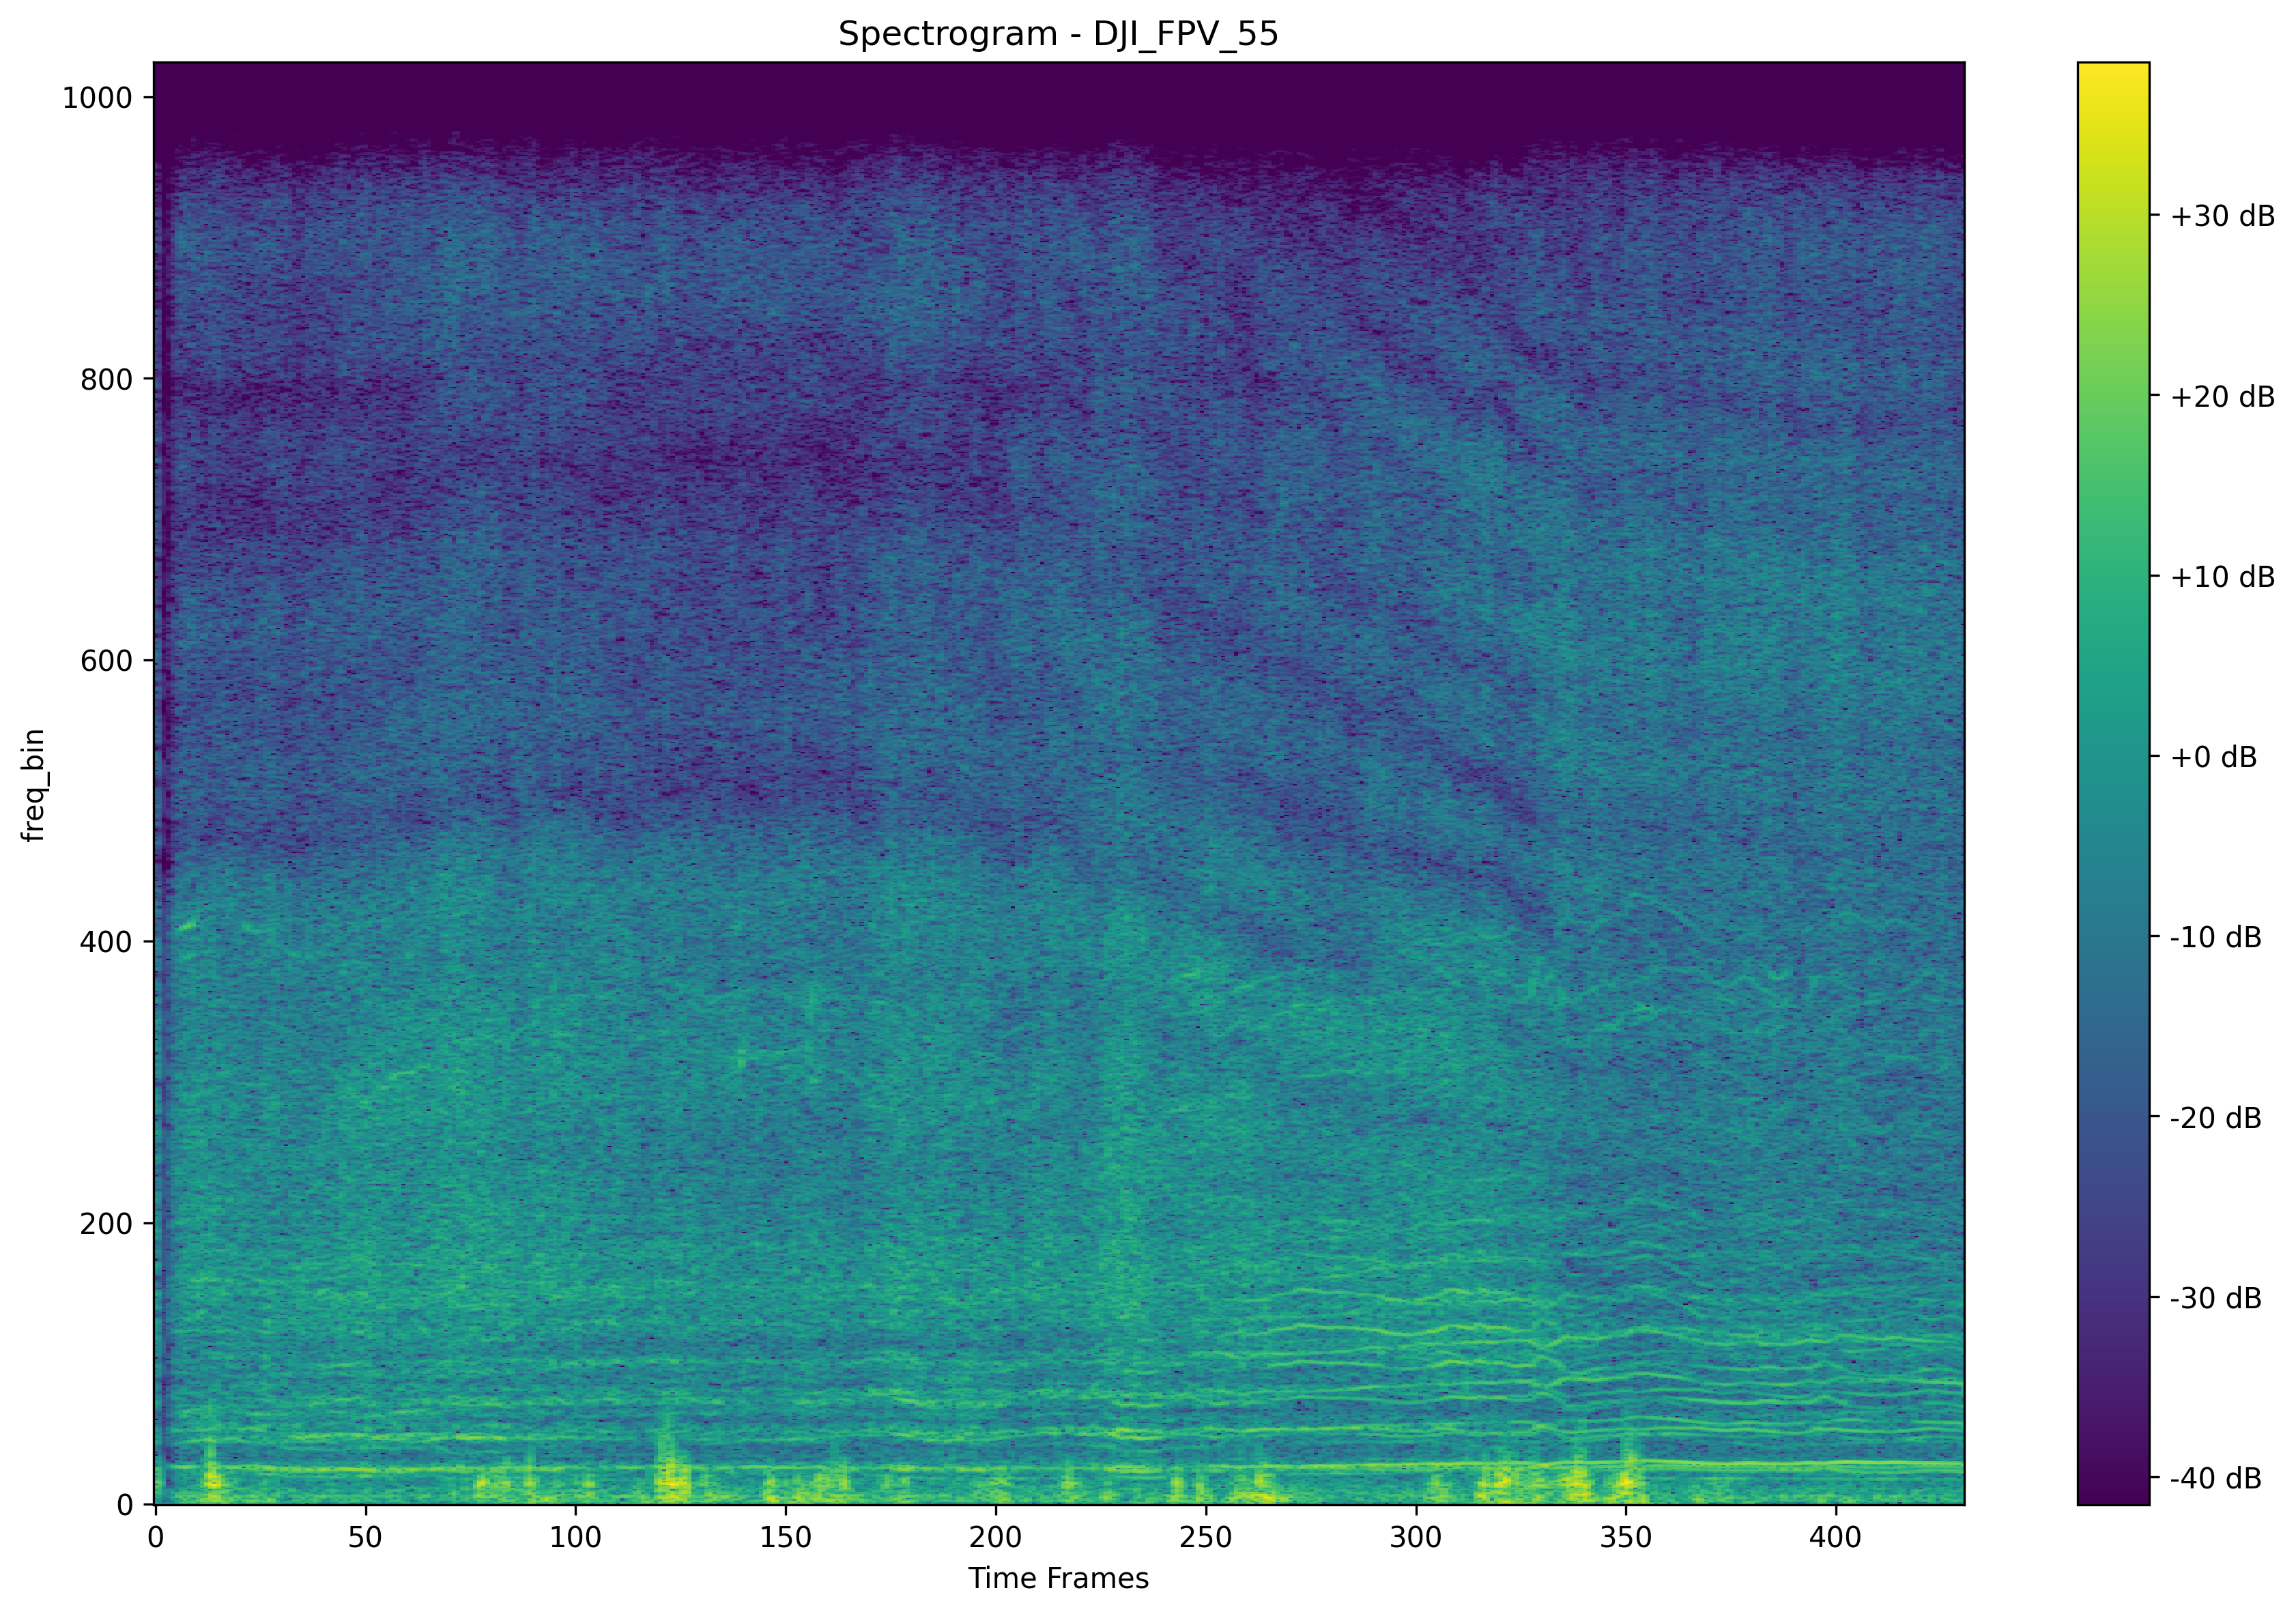 Spectrogram - DJI_FPV_55
1000
800
600
400
200
0
freq_bin
0 50 100 150 200 250 300 350 400
Time Frames
+30 dB
+20 dB
+10 dB
+0 dB
-10 dB
-20 dB
-30 dB
-40 dB